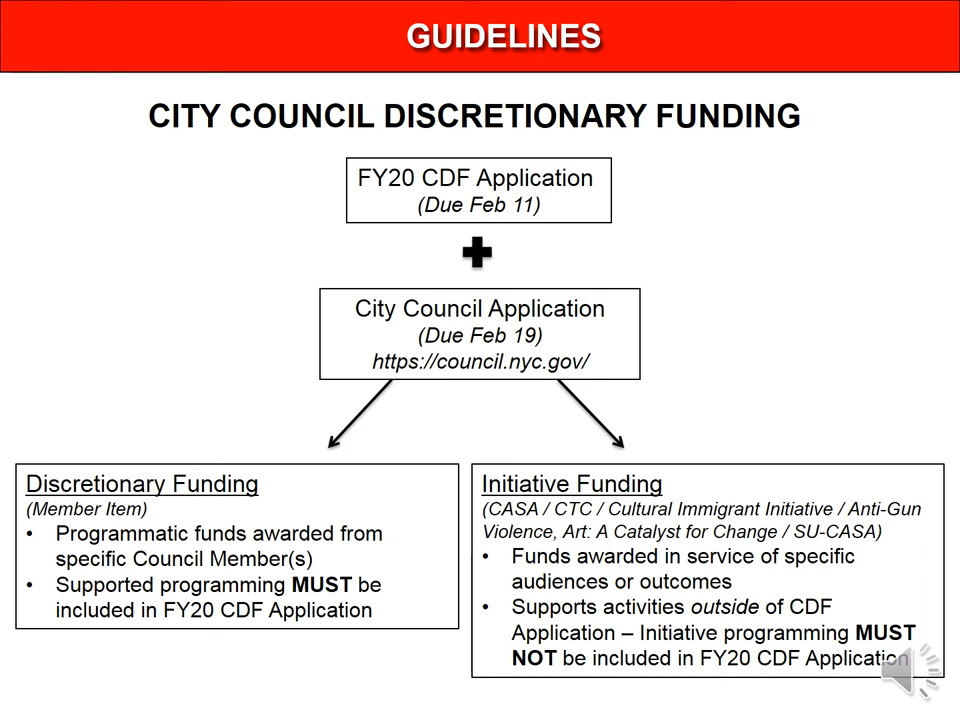 GUIDELINES
CITY COUNCIL DISCRETIONARY FUNDING
FY20 CDF Application
(Due Feb 11)
City Council Application
(Due Feb 19)
https://council.nyc.gov/
Discretionary Funding
(Member Item)
• Programmatic funds awarded from
specific Council Member(s)
• Supported programming MUST be
included in FY20 CDF Application
Initiative Funding
(CASA / CTC / Cultural Immigrant Initiative / Anti-Gun
Violence, Art: A Catalyst for Change / SU-CASA)
• Funds awarded in service of specific
audiences or outcomes
• Supports activities outside of CDF
Application – Initiative programming MUST
NOT be included in FY20 CDF Application